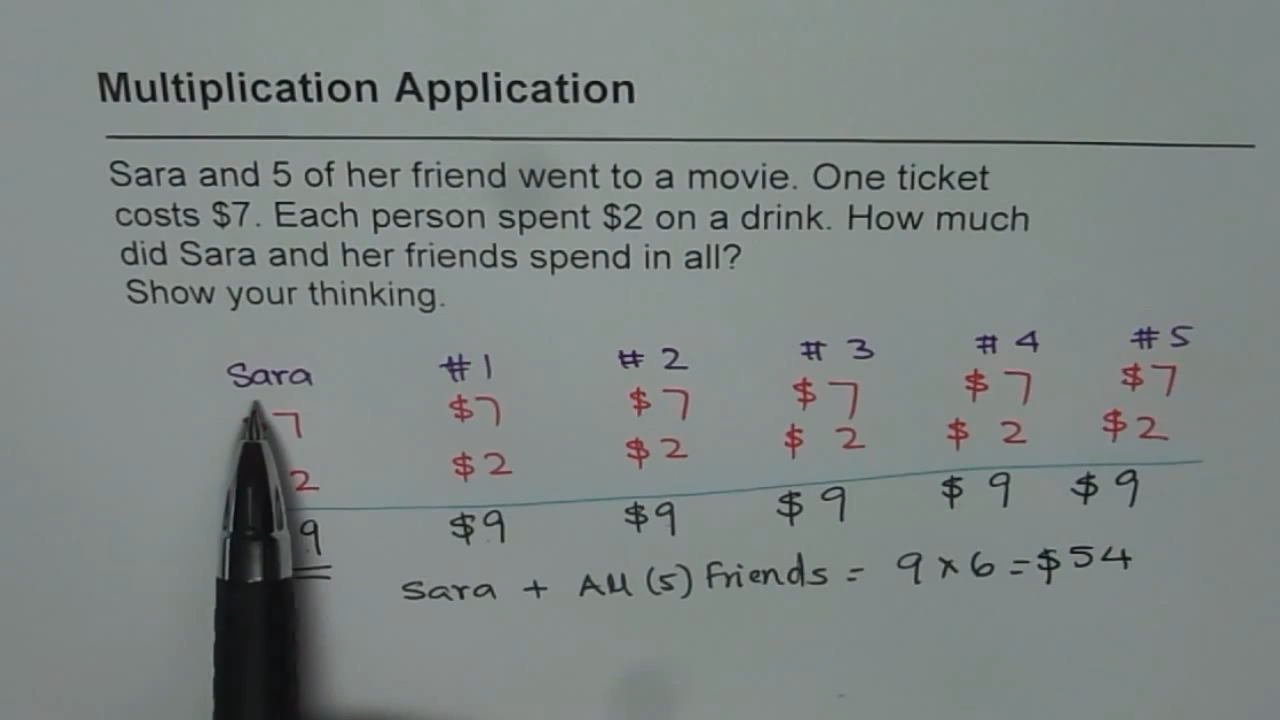 Multiplication Application
Sara and 5 of her friend went to a movie. One ticket
costs $7. Each person spent $2 on a drink. How much
did Sara and her friends spend in all?
Show your thinking.
Sara #1 #2 #3 #4 #5
7 $7 $7 $7 $7 $7
2 $2 $2 $2 $2 $2
9 $9 $9 $9 $9 $9
Sara + All (5) Friends = 9 × 6 = $54